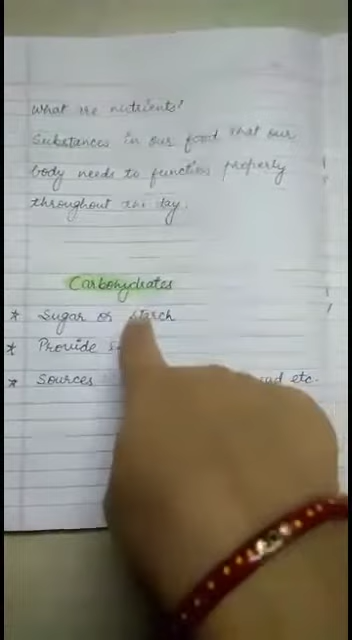 What are nutrients?
Substances in our food that our
body needs to function properly
throughout the day.
Carbohydrates
* Sugar or starch
* Provide
* Sources etc.